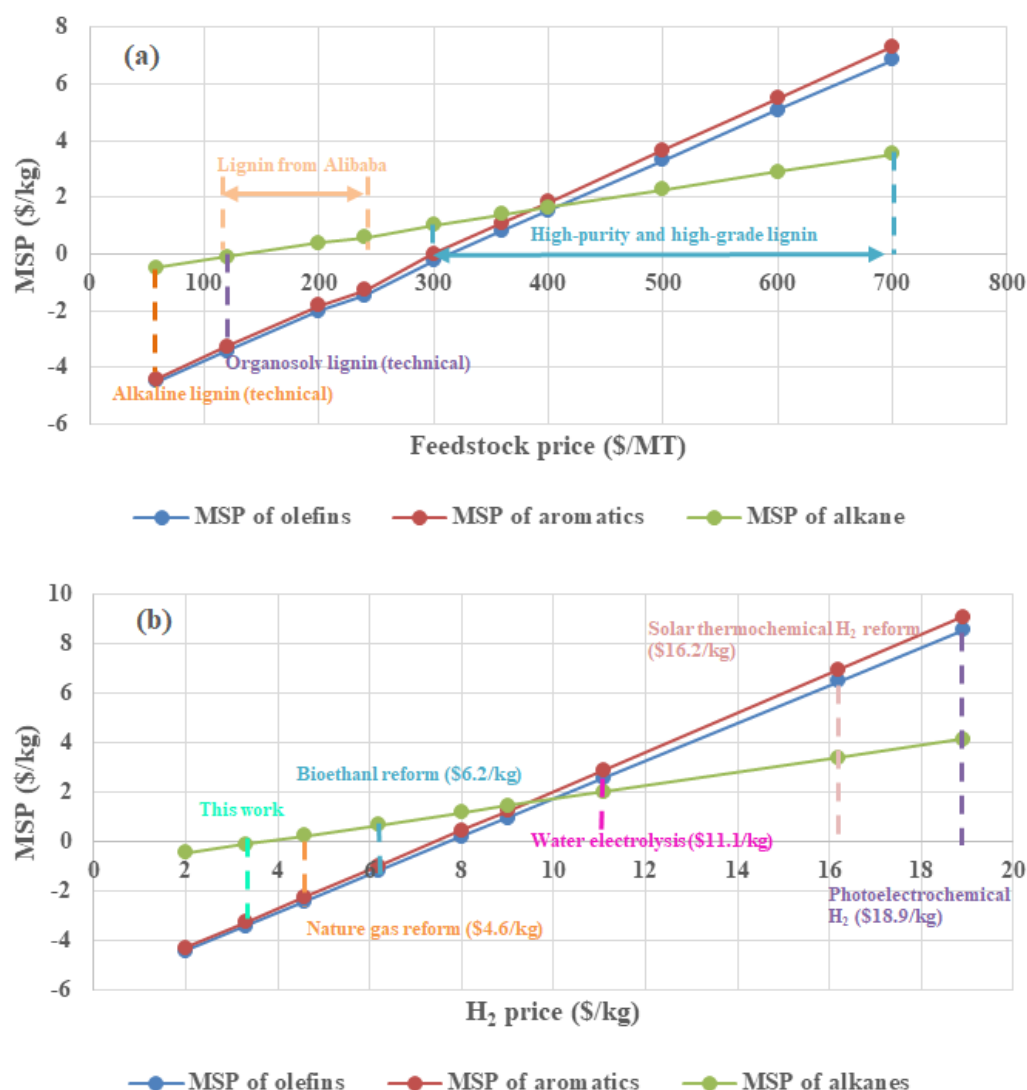 8
(a)
6
Lignin from Alibaba
4
MSP ($/kg)
2
High-purity and high-grade lignin
0
0 100 200 300 400 500 600 700 800
-2
Organosolv lignin (technical)
-4
Alkaline lignin (technical)
-6
Feedstock price ($/MT)
MSP of olefins MSP of aromatics MSP of alkane
10
(b)
8
Solar thermochemical H₂ reform
($16.2/kg)
6
4
MSP ($/kg)
Bioethanl reform ($6.2/kg)
2
This work
Water electrolysis ($11.1/kg)
0
0 2 4 6 8 10 12 14 16 18 20
-2
Photoelectrochemical
H₂ ($18.9/kg)
Nature gas reform ($4.6/kg)
-4
-6
H₂ price ($/kg)
MSP of olefins MSP of aromatics MSP of alkanes